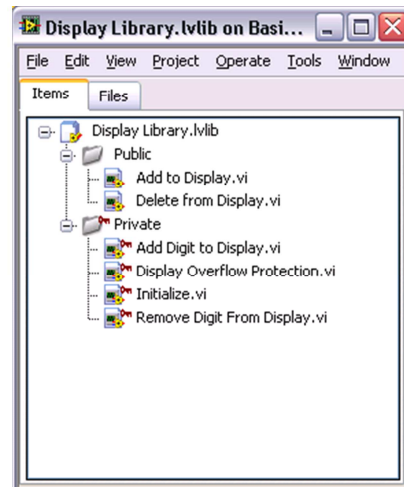 Display Library.lvlib on Basi...
File Edit View Project Operate Tools Window
Items Files
Display Library.lvlib
Public
Add to Display.vi
Delete from Display.vi
Private
Add Digit to Display.vi
Display Overflow Protection.vi
Initialize.vi
Remove Digit From Display.vi